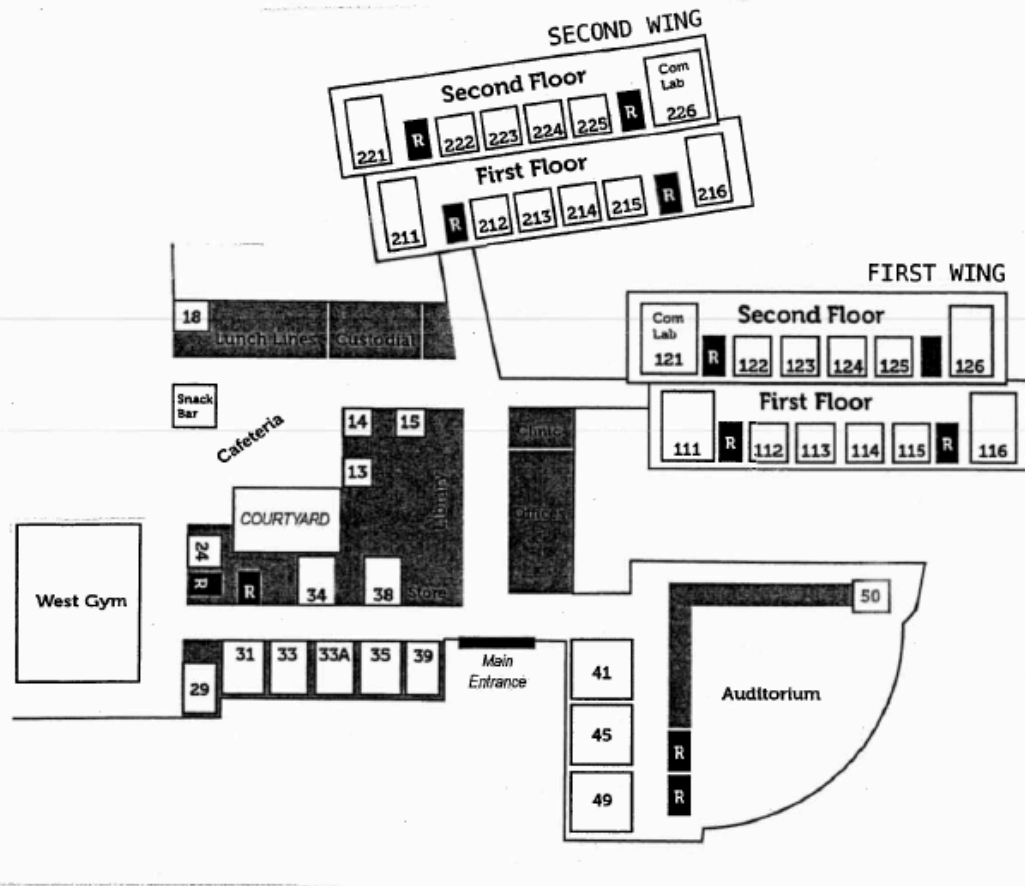 SECOND WING
Second Floor
Com
Lab
221
R
222
223
224
225
R
226
First Floor
211
R
212
213
214
215
R
216
FIRST WING
Second Floor
Com
Lab
121
R
122
123
124
125
126
First Floor
111
R
112
113
114
115
R
116
18
Lunch Lines
Custodial
Snack
Bar
Cafeteria
14
15
13
Library
Clinic
Offices
COURTYARD
24
R
R
34
38
Store
West Gym
29
31
33
33A
35
39
Main
Entrance
41
45
49
50
Auditorium
R
R